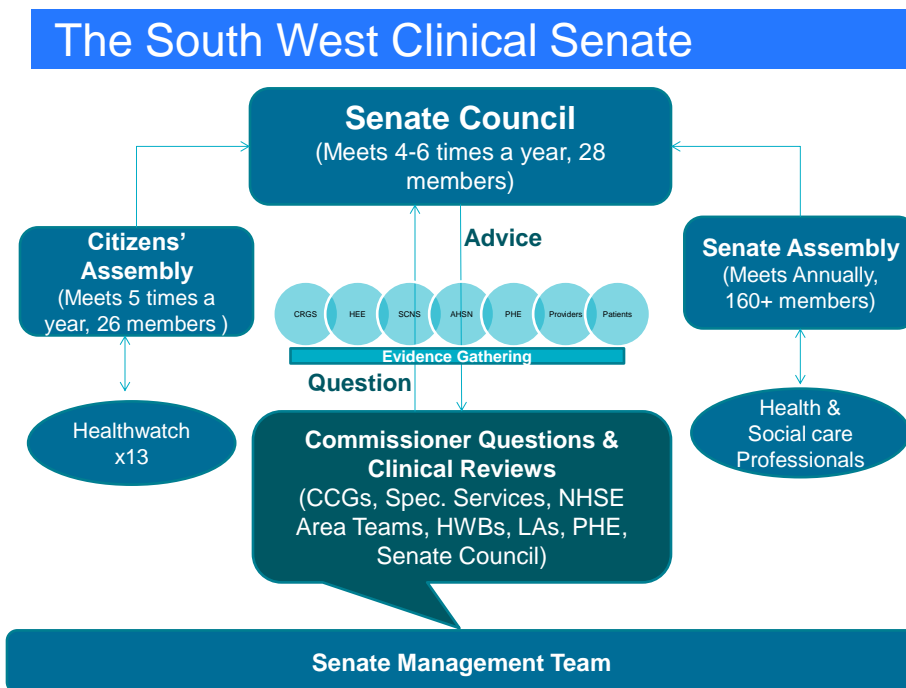 The South West Clinical Senate
Senate Council
(Meets 4-6 times a year, 28
members)
Citizens’
Assembly
(Meets 5 times a
year, 26 members )
Advice
Senate Assembly
(Meets Annually,
160+ members)
CRGS
HEE
SCNS
AHSN
PHE
Providers
Patients
Evidence Gathering
Question
Healthwatch
x13
Commissioner Questions &
Clinical Reviews
(CCGs, Spec. Services, NHSE
Area Teams, HWBs, LAs, PHE,
Senate Council)
Health &
Social care
Professionals
Senate Management Team